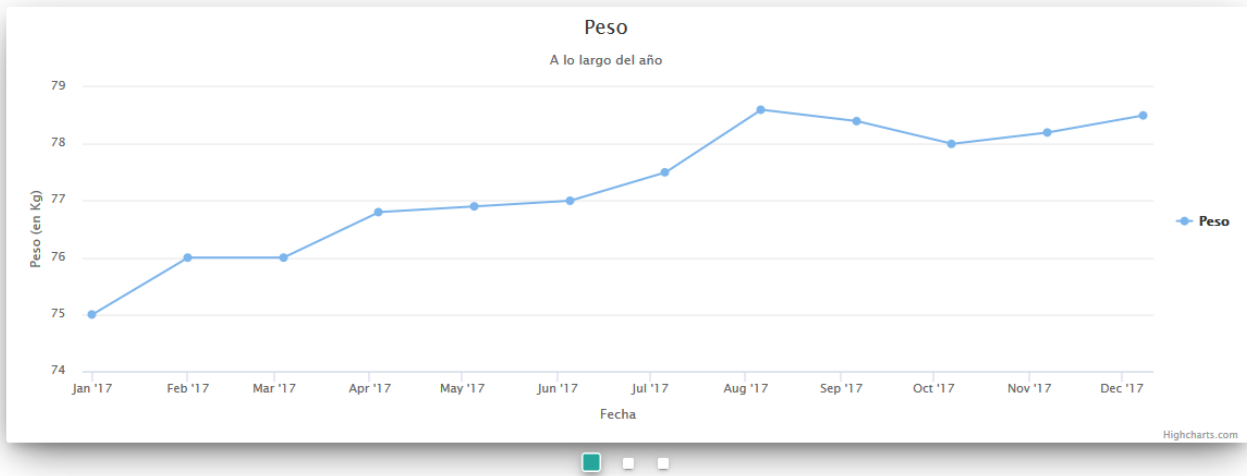 Peso
A lo largo del año
79
78
77
76
75
74
Peso (en Kg)
Jan '17 Feb '17 Mar '17 Apr '17 May '17 Jun '17 Jul '17 Aug '17 Sep '17 Oct '17 Nov '17 Dec '17
Fecha
Peso
Highcharts.com